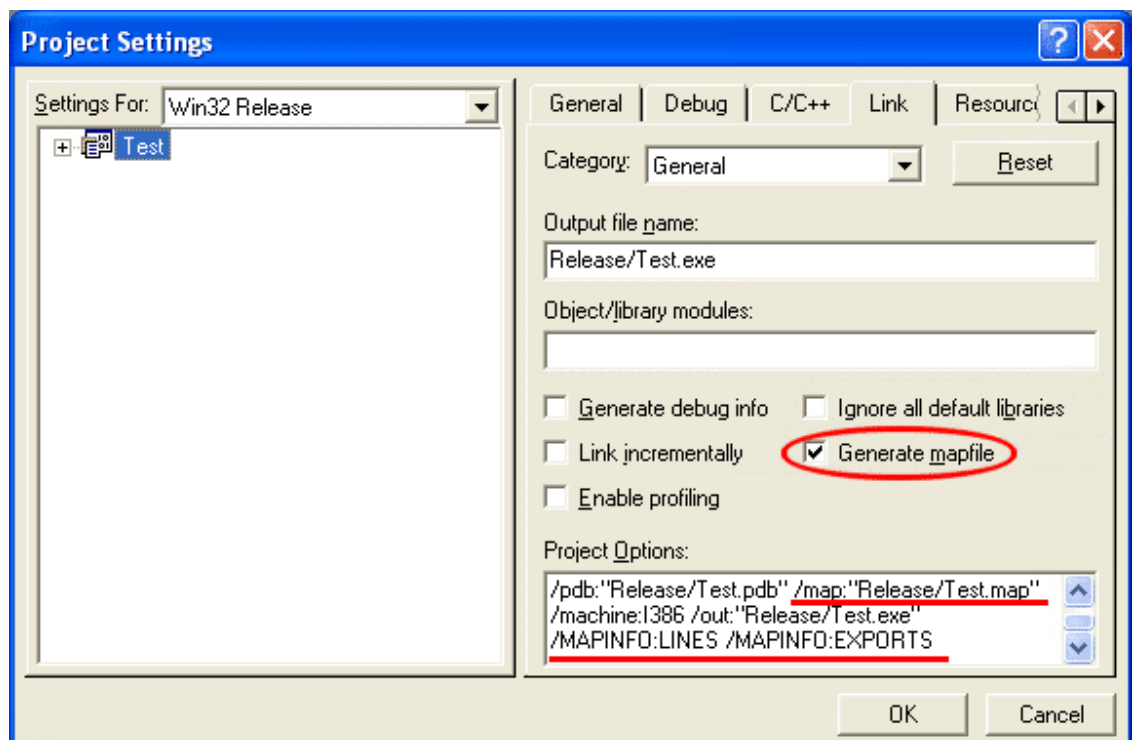 Project Settings
Settings For: Win32 Release
Test
General Debug C/C++ Link
Category: General Reset
Output file name:
Release/Test.exe
Object/library modules:
Generate debug info Ignore all default libraries
Link incrementally Generate mapfile
Enable profiling
Project Options:
/pdb:"Release/Test.pdb" /map:"Release/Test.map"
/machine:I386 /out:"Release/Test.exe"
/MAPINFO:LINES /MAPINFO:EXPORTS
OK Cancel